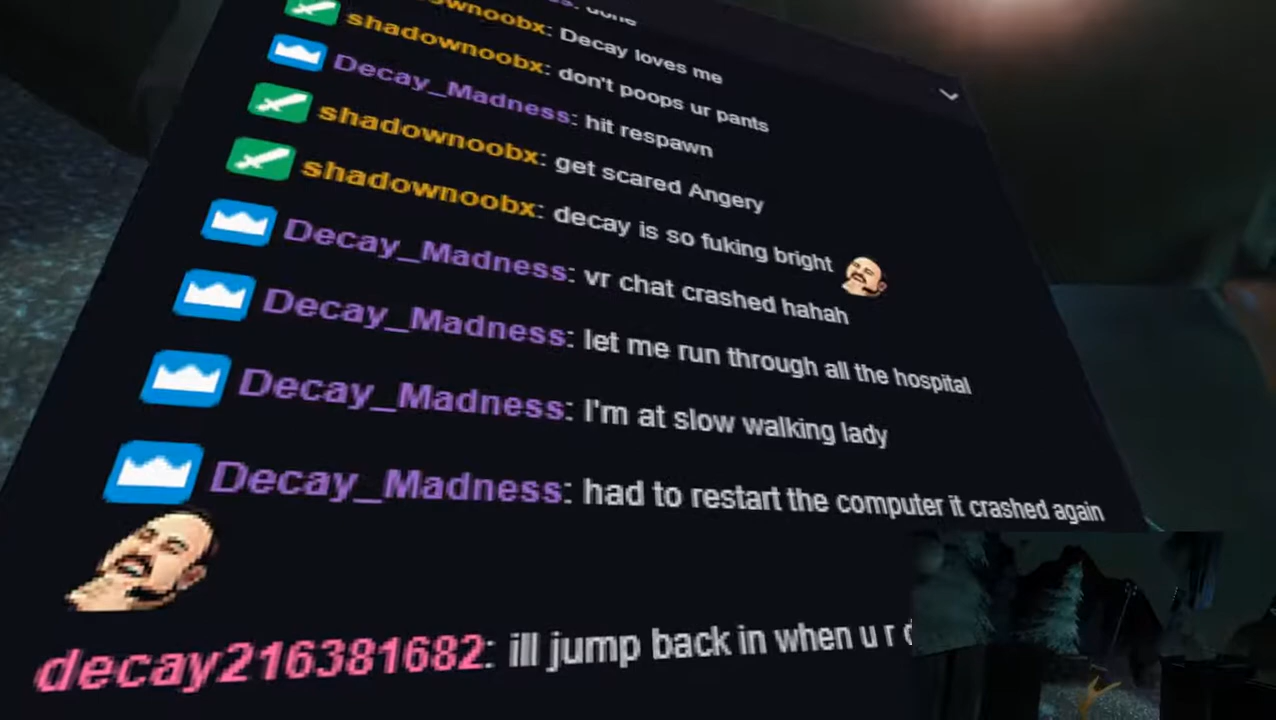 done
shadownoobx: Decay loves me
shadownoobx: don't poops ur pants
Decay_Madness: hit respawn
shadownoobx: get scared Angery
shadownoobx: decay is so fuking bright
Decay_Madness: vr chat crashed hahah
Decay_Madness: let me run through all the hospital
Decay_Madness: I'm at slow walking lady
Decay_Madness: had to restart the computer it crashed again
decay216381682: ill jump back in when u r